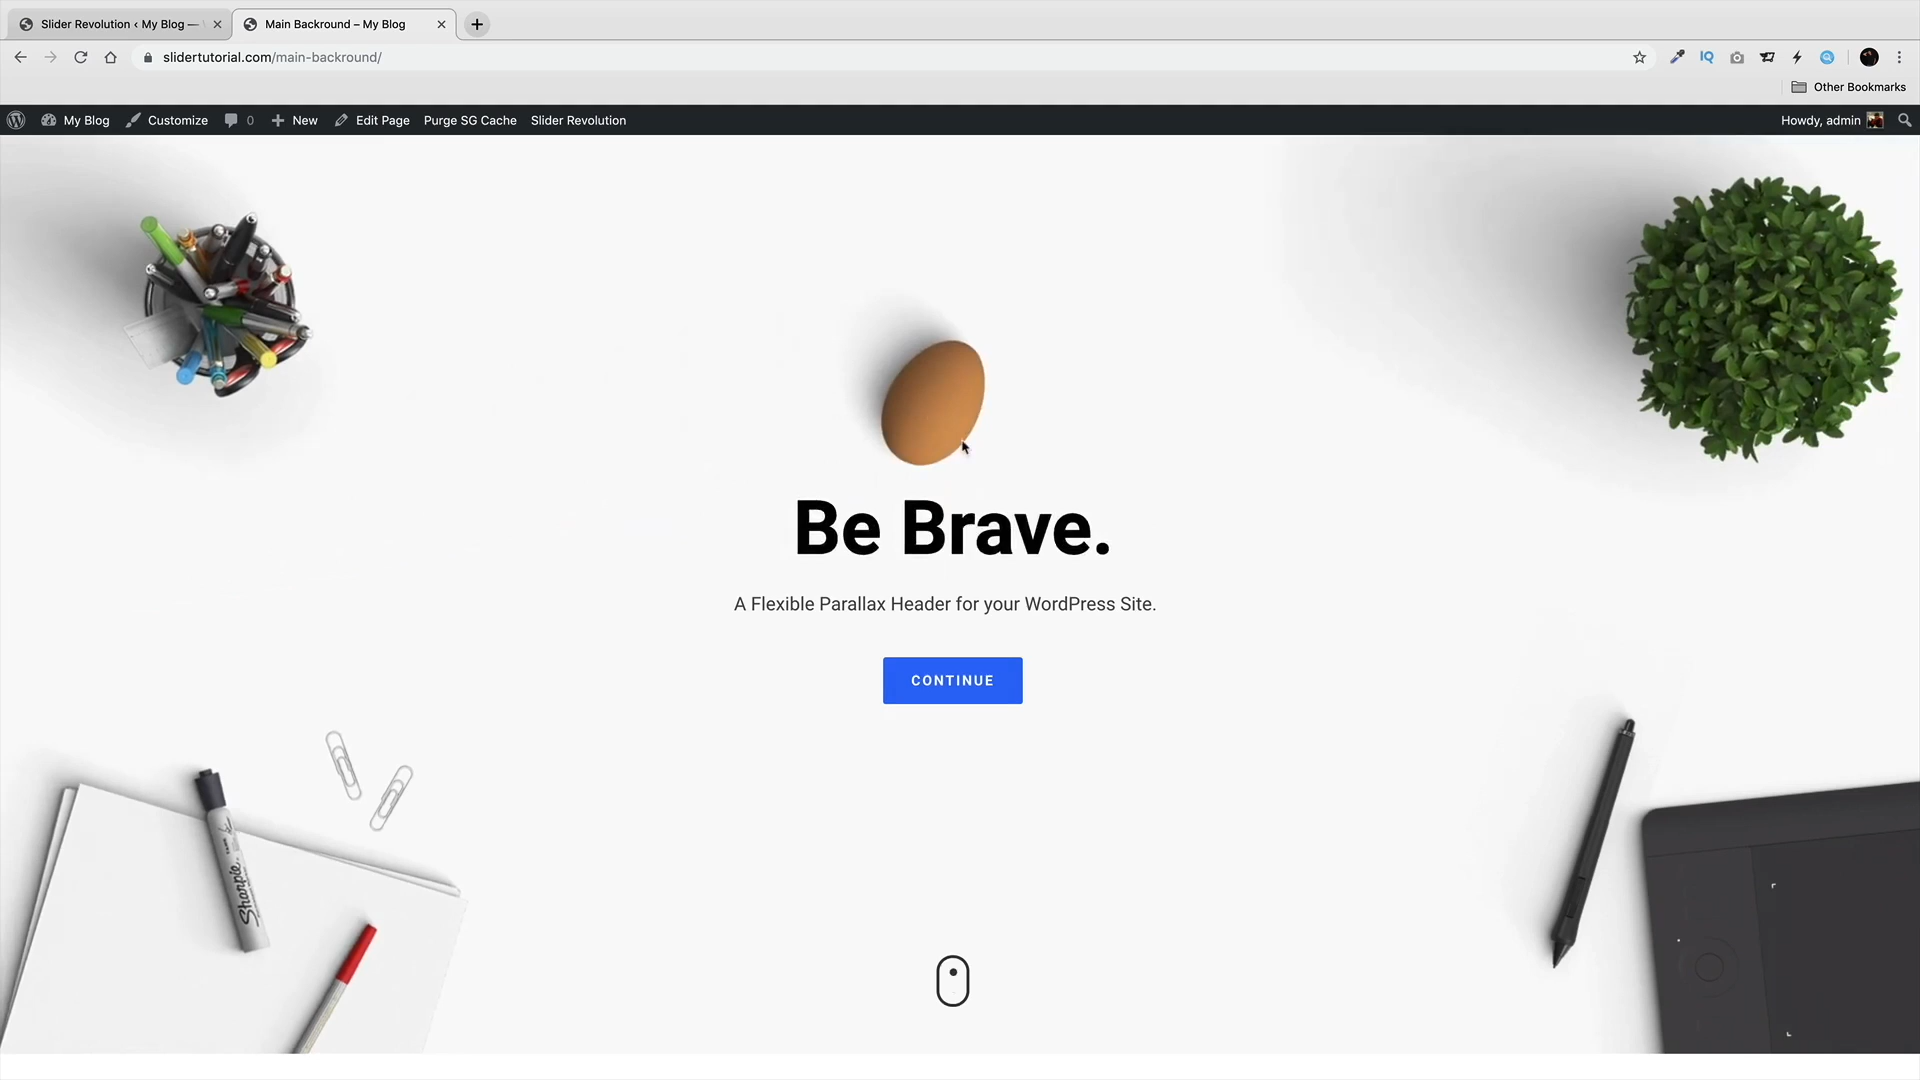 Slider Revolution ‹ My Blog —
Main Backround – My Blog
slidertutorial.com/main-backround/
IQ
Other Bookmarks
My Blog
Customize
0
New
Edit Page
Purge SG Cache
Slider Revolution
Howdy, admin
Be Brave.
A Flexible Parallax Header for your WordPress Site.
CONTINUE
Sharpie